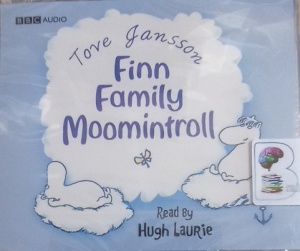 BBC AUDIO
Tove Jansson
Finn
Family
Moomintroll
Read by
Hugh Laurie